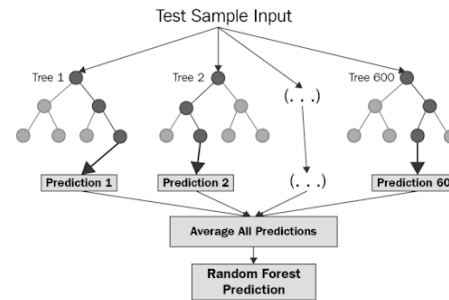 Test Sample Input
Tree 1
Tree 2
(. . .)
Tree 600
Prediction 1
Prediction 2
(. . .)
Prediction 60
Average All Predictions
Random Forest
Prediction